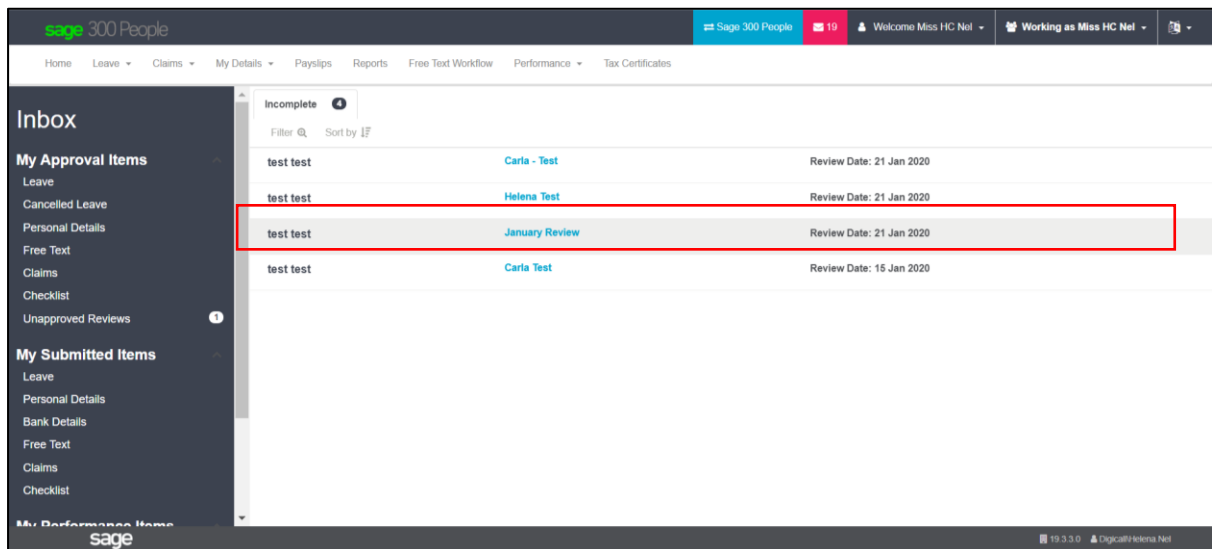 sage 300 People
Sage 300 People
19
Welcome Miss HC Nel
Working as Miss HC Nel
Home Leave Claims My Details Payslips Reports Free Text Workflow Performance Tax Certificates
Inbox
My Approval Items
Leave
Cancelled Leave
Personal Details
Free Text
Claims
Checklist
Unapproved Reviews 1
My Submitted Items
Leave
Personal Details
Bank Details
Free Text
Claims
Checklist
My Performance Items
Incomplete 4
Filter Sort by
test test Carla - Test Review Date: 21 Jan 2020
test test Helena Test Review Date: 21 Jan 2020
test test January Review Review Date: 21 Jan 2020
test test Carla Test Review Date: 15 Jan 2020
sage
19.3.3.0 Digicall\Helena.Nel